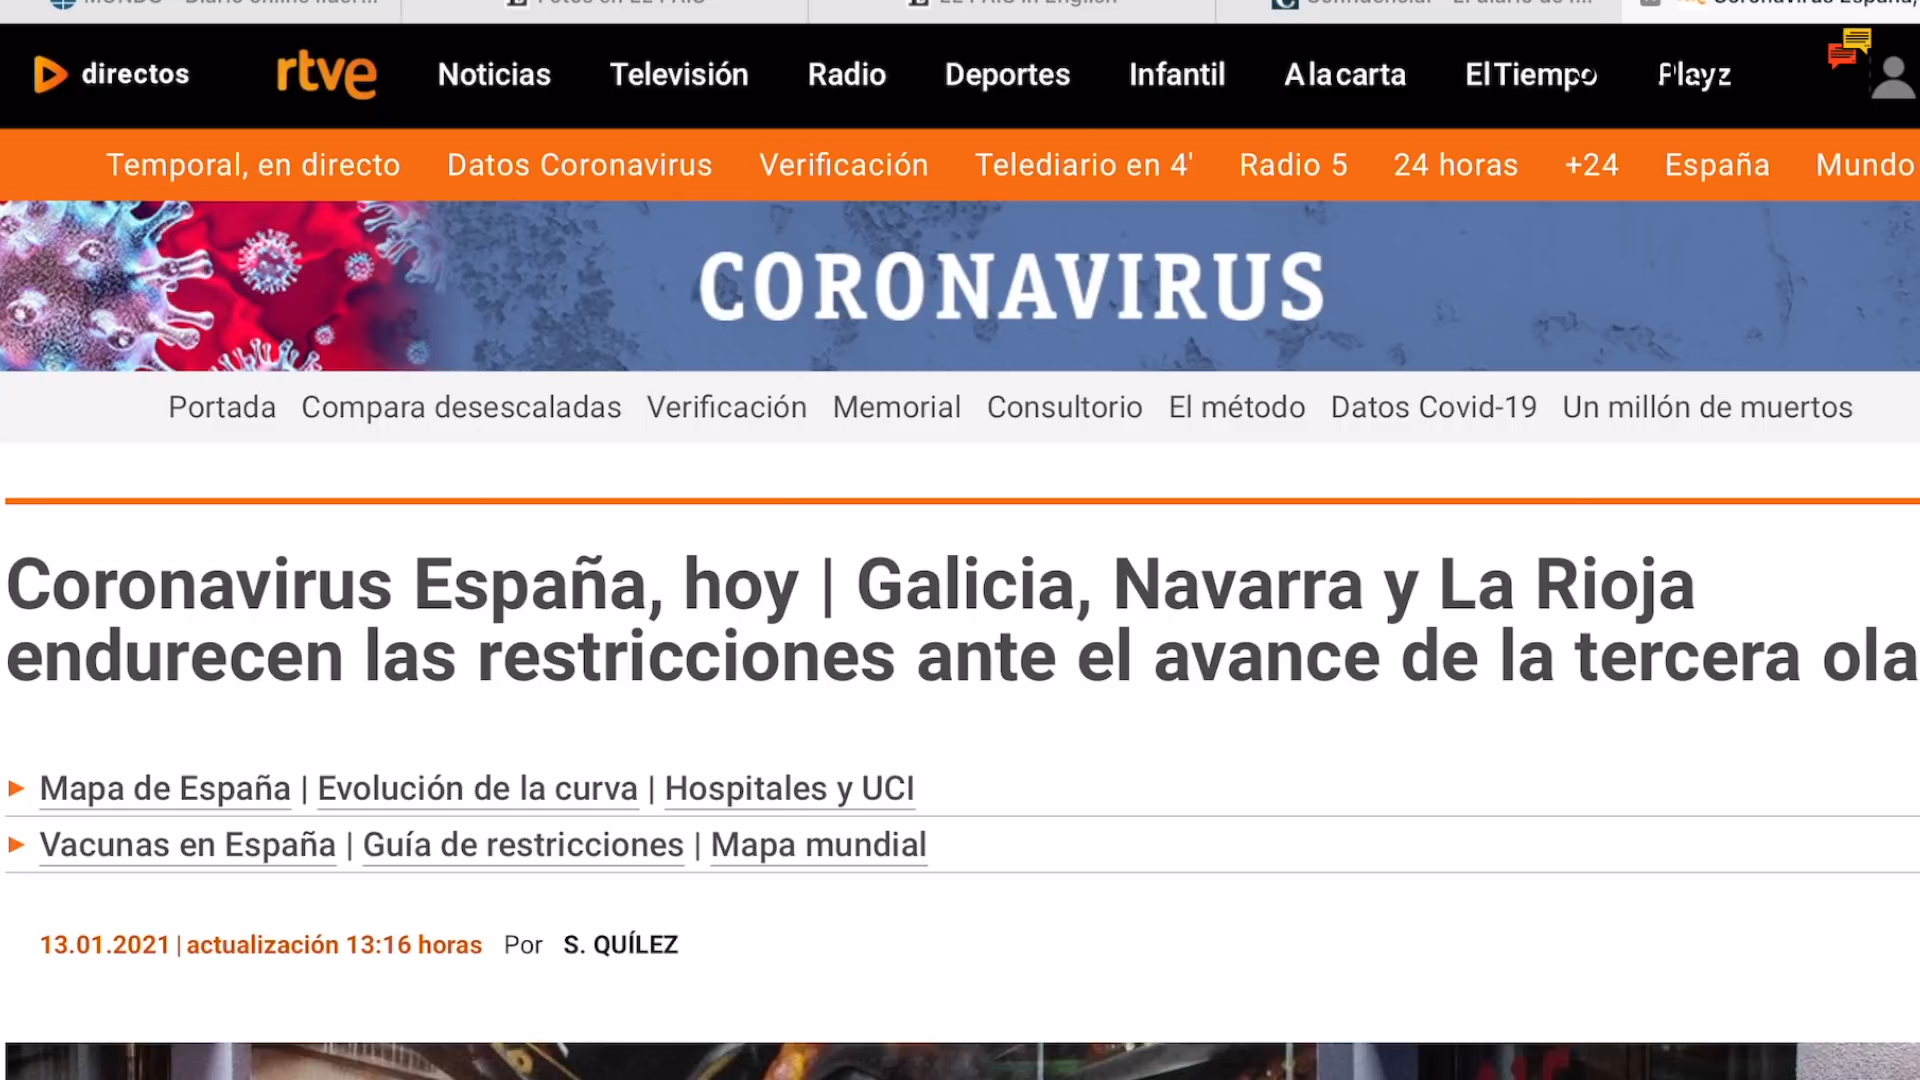 directos rtve Noticias Televisión Radio Deportes Infantil A la carta El Tiempo Playz
Temporal, en directo Datos Coronavirus Verificación Telediario en 4' Radio 5 24 horas +24 España Mundo
CORONAVIRUS
Portada Compara desescaladas Verificación Memorial Consultorio El método Datos Covid-19 Un millón de muertos
Coronavirus España, hoy | Galicia, Navarra y La Rioja
endurecen las restricciones ante el avance de la tercera ola
Mapa de España | Evolución de la curva | Hospitales y UCI
Vacunas en España | Guía de restricciones | Mapa mundial
13.01.2021 | actualización 13:16 horas Por S. QUÍLEZ